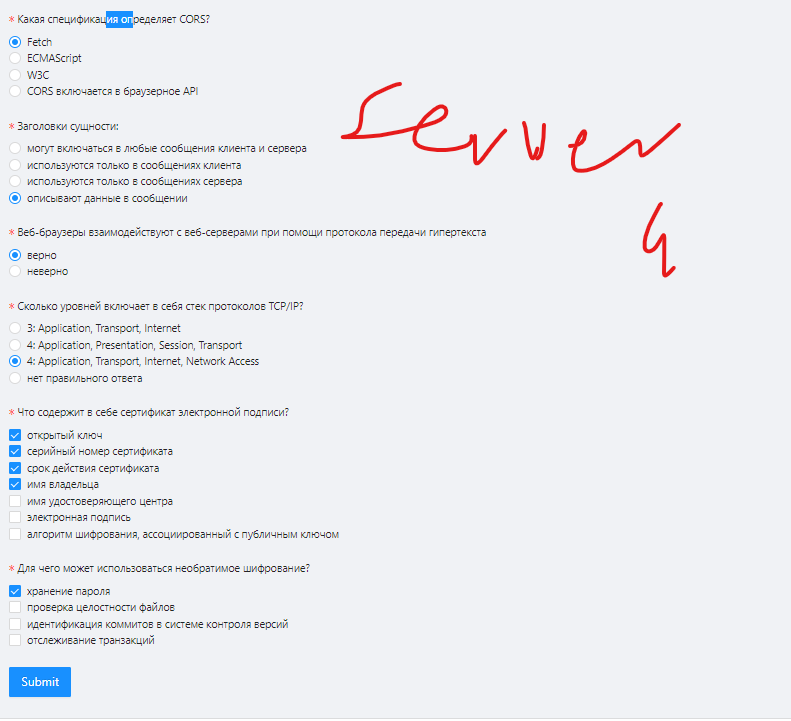 * Какая спецификация определяет CORS?
Fetch
ECMAScript
W3C
CORS включается в браузерное API
* Заголовки сущности:
могут включаться в любые сообщения клиента и сервера
используются только в сообщениях клиента
используются только в сообщениях сервера
описывают данные в сообщении
* Веб-браузеры взаимодействуют с веб-серверами при помощи протокола передачи гипертекста
верно
неверно
* Сколько уровней включает в себя стек протоколов TCP/IP?
3: Application, Transport, Internet
4: Application, Presentation, Session, Transport
4: Application, Transport, Internet, Network Access
нет правильного ответа
* Что содержит в себе сертификат электронной подписи?
открытый ключ
серийный номер сертификата
срок действия сертификата
имя владельца
имя удостоверяющего центра
электронная подпись
алгоритм шифрования, ассоциированный с публичным ключом
* Для чего может использоваться необратимое шифрование?
хранение пароля
проверка целостности файлов
идентификация коммитов в системе контроля версий
отслеживание транзакций
Submit
Server
4